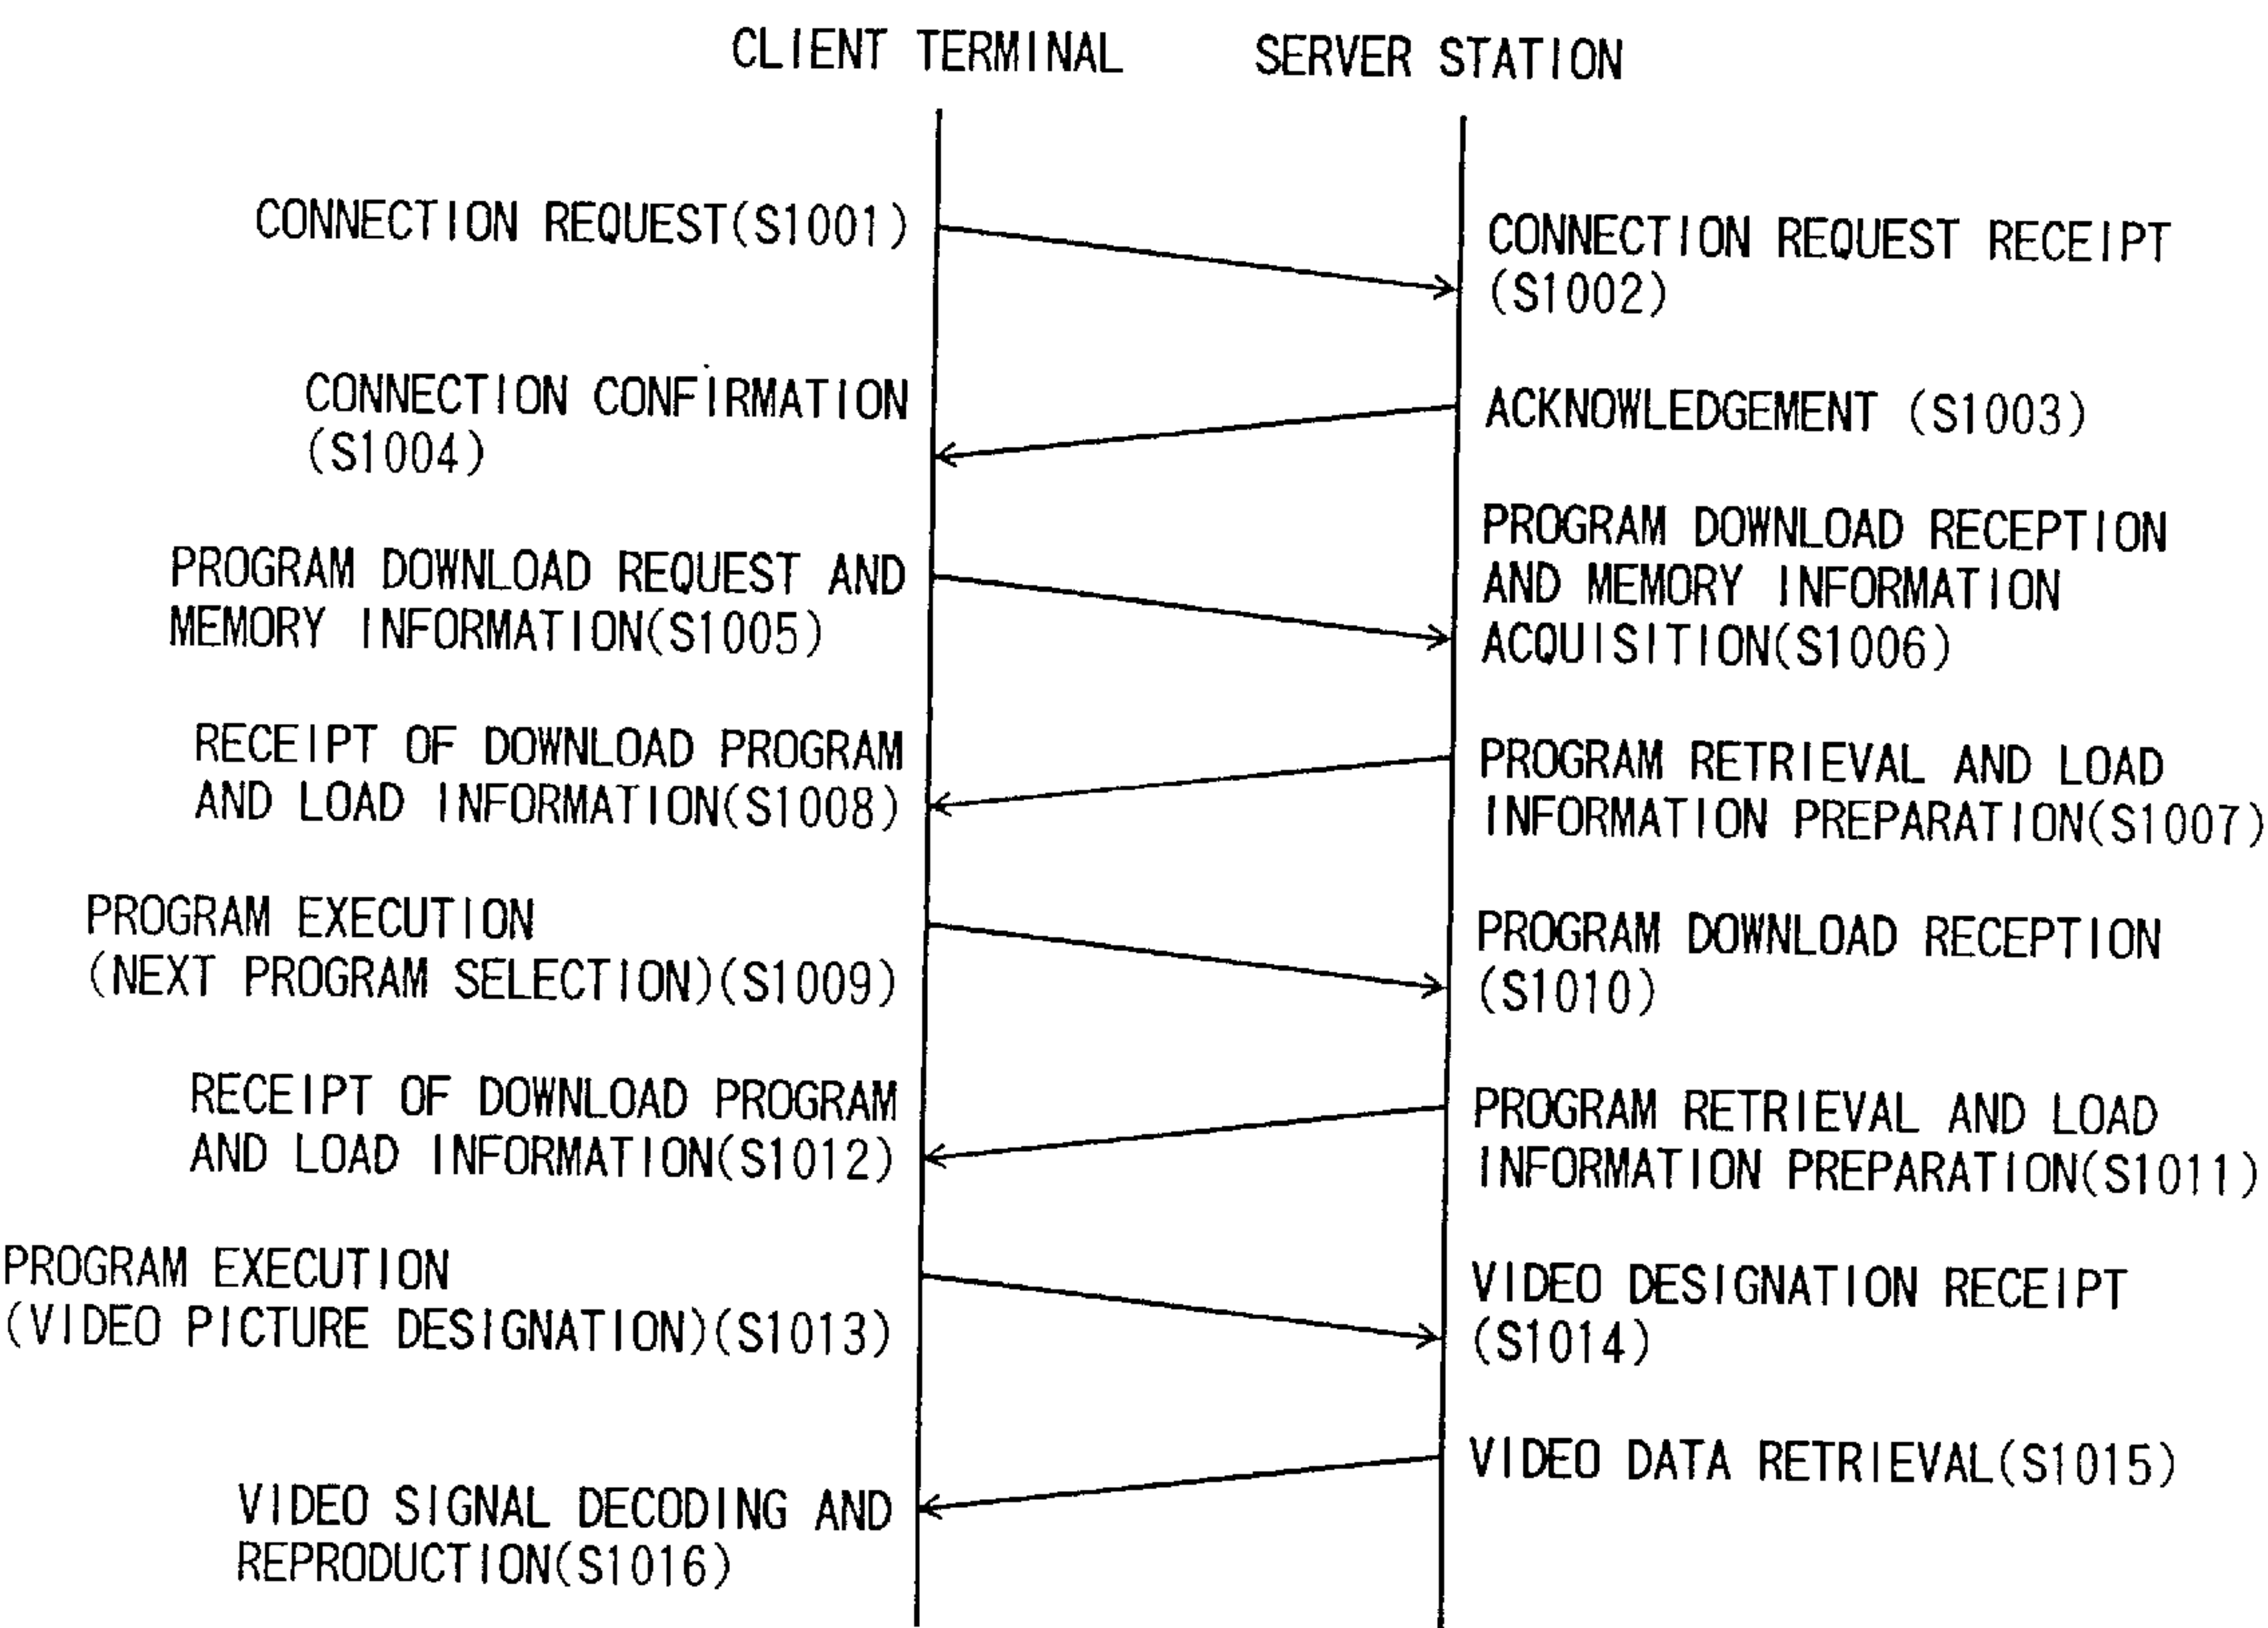 CLIENT TERMINAL
SERVER STATION
CONNECTION REQUEST(S1001)
CONNECTION REQUEST RECEIPT
(S1002)
ACKNOWLEDGEMENT (S1003)
CONNECTION CONFIRMATION
(S1004)
PROGRAM DOWNLOAD REQUEST AND
MEMORY INFORMATION(S1005)
PROGRAM DOWNLOAD RECEPTION
AND MEMORY INFORMATION
ACQUISITION(S1006)
PROGRAM RETRIEVAL AND LOAD
INFORMATION PREPARATION(S1007)
RECEIPT OF DOWNLOAD PROGRAM
AND LOAD INFORMATION(S1008)
PROGRAM EXECUTION
(NEXT PROGRAM SELECTION)(S1009)
PROGRAM DOWNLOAD RECEPTION
(S1010)
PROGRAM RETRIEVAL AND LOAD
INFORMATION PREPARATION(S1011)
RECEIPT OF DOWNLOAD PROGRAM
AND LOAD INFORMATION(S1012)
PROGRAM EXECUTION
(VIDEO PICTURE DESIGNATION)(S1013)
VIDEO DESIGNATION RECEIPT
(S1014)
VIDEO DATA RETRIEVAL(S1015)
VIDEO SIGNAL DECODING AND
REPRODUCTION(S1016)